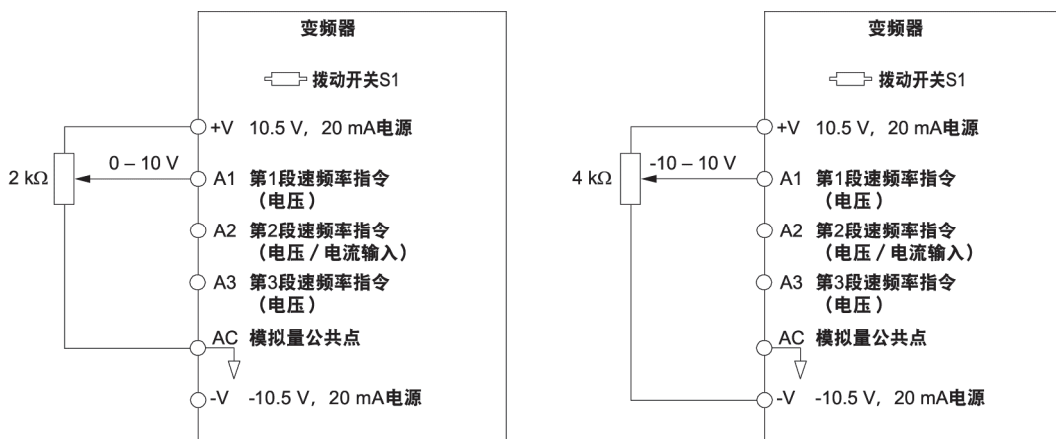 变频器
拨动开关S1
+V 10.5 V, 20 mA电源
2 kΩ
0 – 10 V
A1 第1段速频率指令
（电压）
A2 第2段速频率指令
（电压 / 电流输入）
A3 第3段速频率指令
（电压）
AC 模拟量公共点
-V -10.5 V, 20 mA电源
变频器
拨动开关S1
+V 10.5 V, 20 mA电源
4 kΩ
-10 – 10 V
A1 第1段速频率指令
（电压）
A2 第2段速频率指令
（电压 / 电流输入）
A3 第3段速频率指令
（电压）
AC 模拟量公共点
-V -10.5 V, 20 mA电源